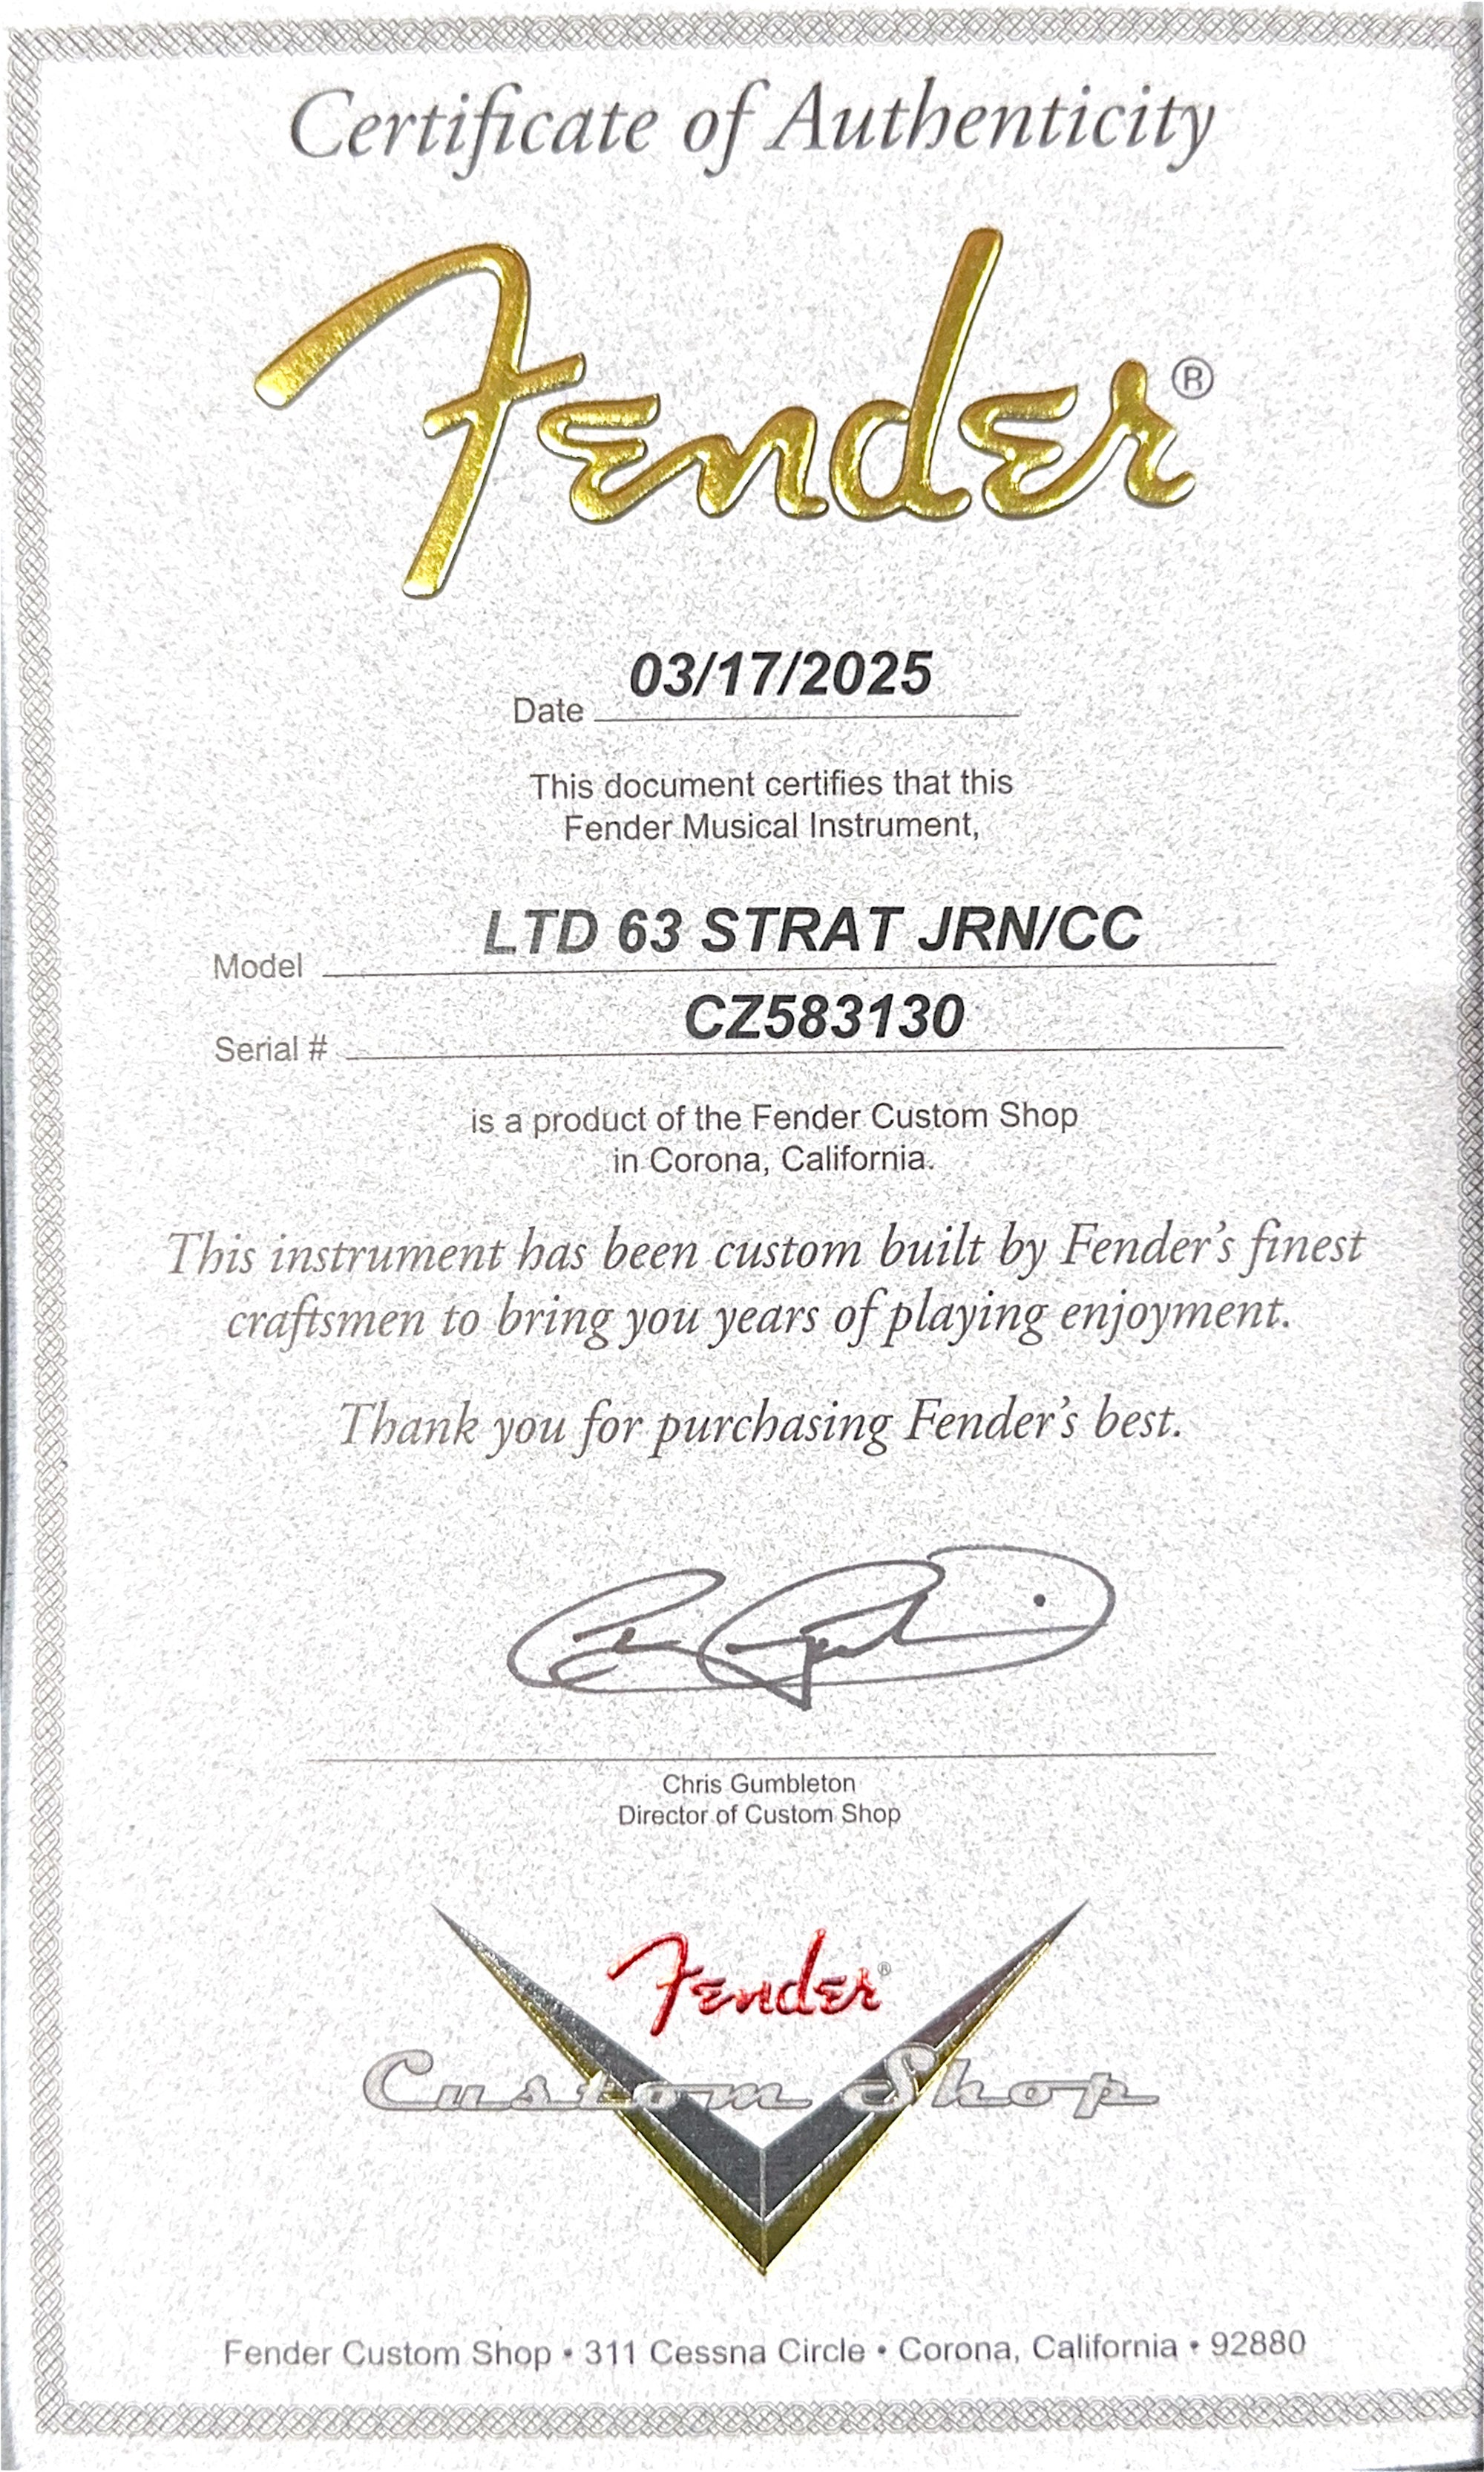 Certificate of Authenticity
Fender®
Date 03/17/2025
This document certifies that this
Fender Musical Instrument,
Model LTD 63 STRAT JRN/CC
Serial # CZ583130
is a product of the Fender Custom Shop
in Corona, California.
This instrument has been custom built by Fender's finest
craftsmen to bring you years of playing enjoyment.
Thank you for purchasing Fender's best.
Chris Gumbleton
Director of Custom Shop
Fender®
Custom Shop
Fender Custom Shop • 311 Cessna Circle • Corona, California • 92880